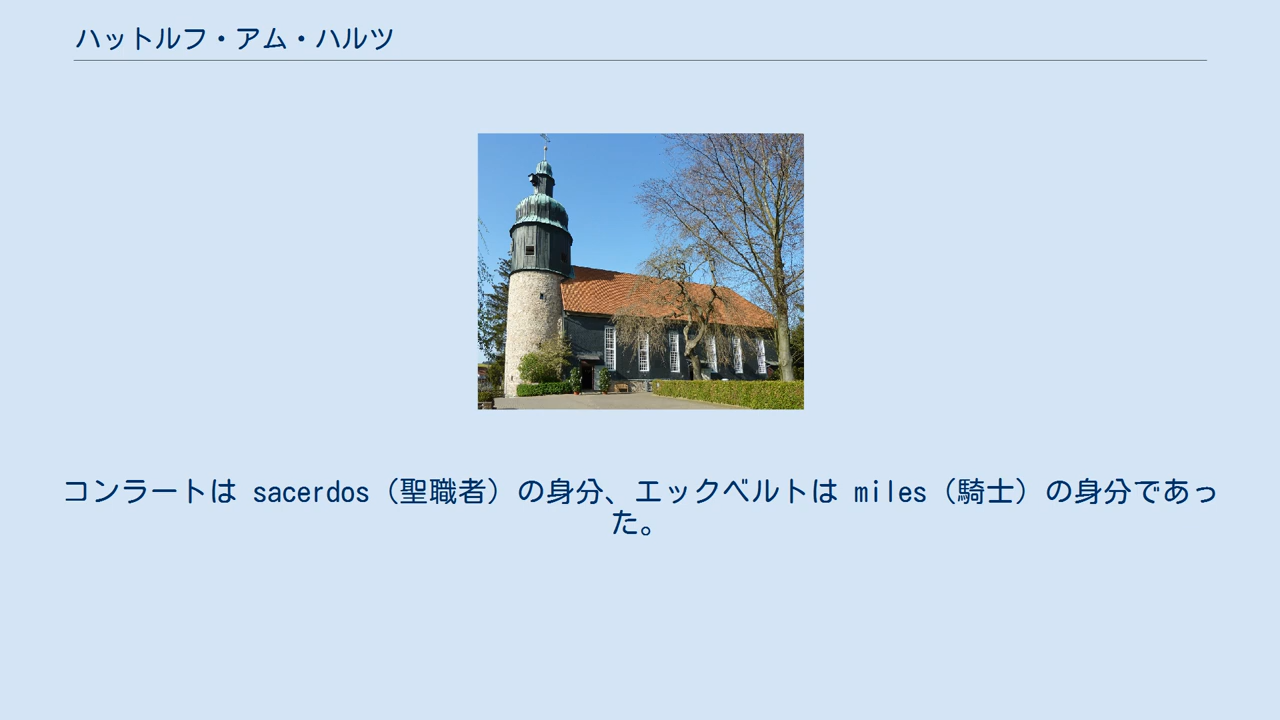 ハットルフ・アム・ハルツ
コンラートは sacerdos（聖職者）の身分、エックベルトは miles（騎士）の身分であっ
た。